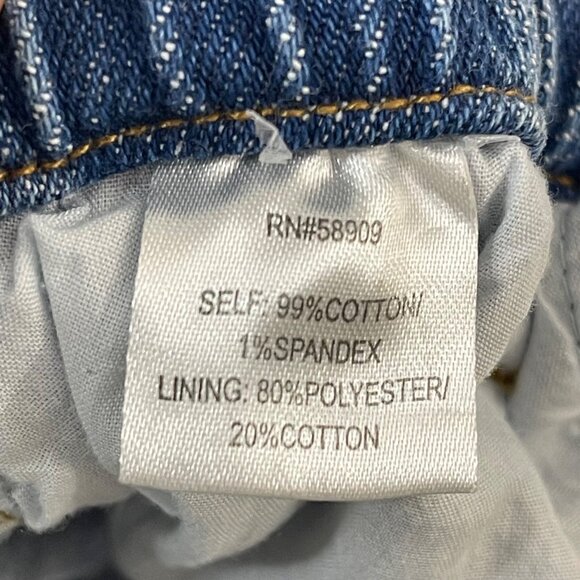 RN#58909
SELF: 99%COTTON/
1%SPANDEX
LINING: 80%POLYESTER/
20%COTTON